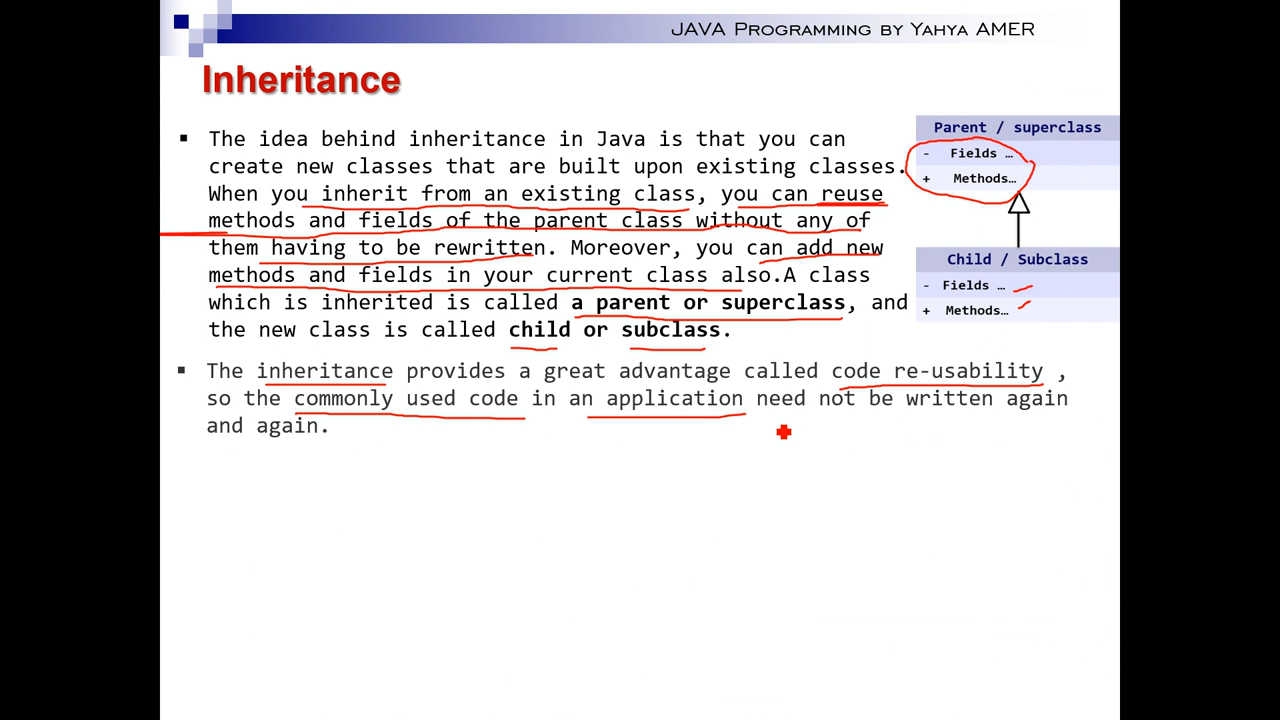 JAVA PROGRAMMING BY YAHYA AMER
Inheritance
▪ The idea behind inheritance in Java is that you can
create new classes that are built upon existing classes.
When you inherit from an existing class, you can reuse
methods and fields of the parent class without any of
them having to be rewritten. Moreover, you can add new
methods and fields in your current class also.A class
which is inherited is called a parent or superclass, and
the new class is called child or subclass.
▪ The inheritance provides a great advantage called code re-usability ,
so the commonly used code in an application need not be written again
and again.
Parent / superclass
- Fields …
+ Methods…
Child / Subclass
- Fields …
+ Methods…